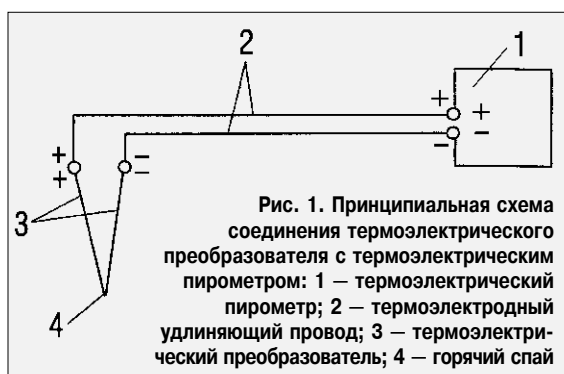 2
1
+
+
−
−
+
+
−
−
3
4
Рис. 1. Принципиальная схема
соединения термоэлектрического
преобразователя с термоэлектрическим
пирометром: 1 — термоэлектрический
пирометр; 2 — термоэлектродный
удлиняющий провод; 3 — термоэлектри-
ческий преобразователь; 4 — горячий спай